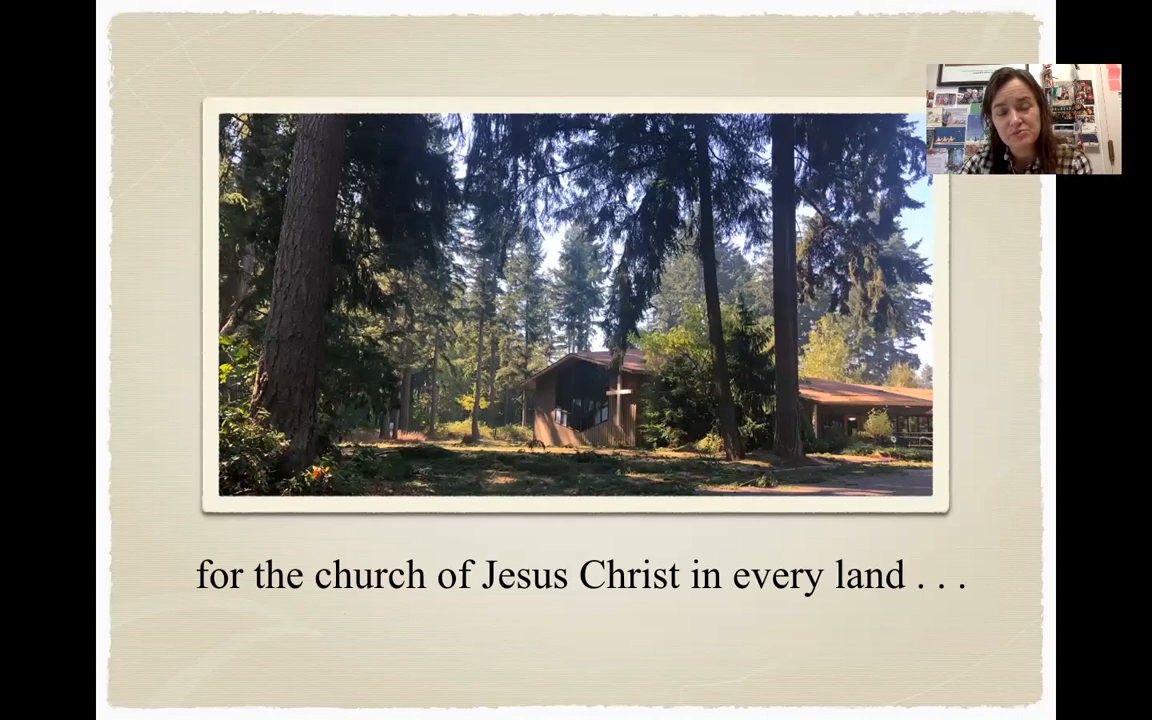 for the church of Jesus Christ in every land . . .